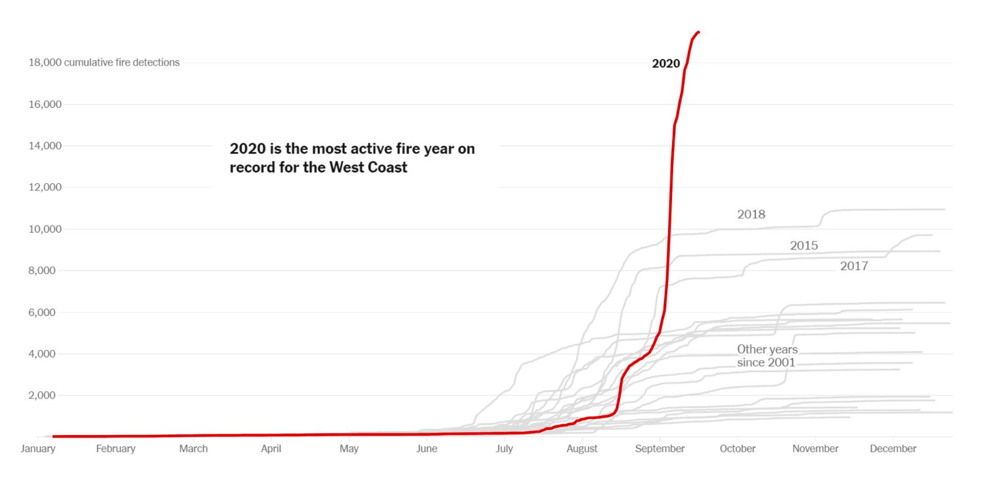 2020
18,000 cumulative fire detections
16,000
14,000
2020 is the most active fire year on
record for the West Coast
12,000
2018
10,000
2015
8,000
2017
6,000
4,000
Other years
since 2001
2,000
January February March April May June July August September October November December